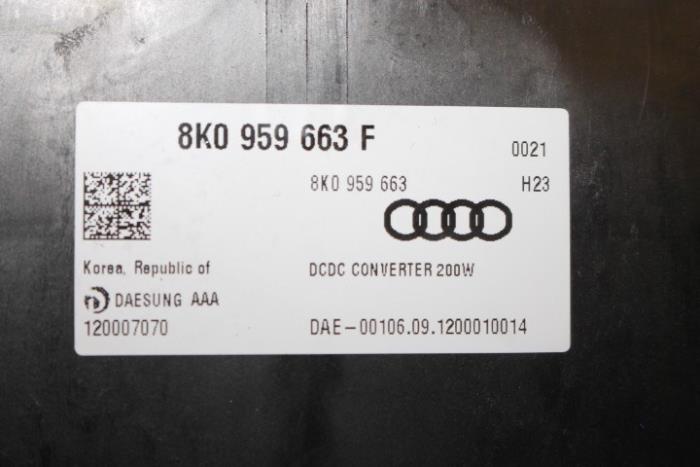 8K0 959 663 F
0021
8K0 959 663
H23
Korea, Republic of
DCDC CONVERTER 200W
DAESUNG AAA
120007070
DAE-00106.09.1200010014